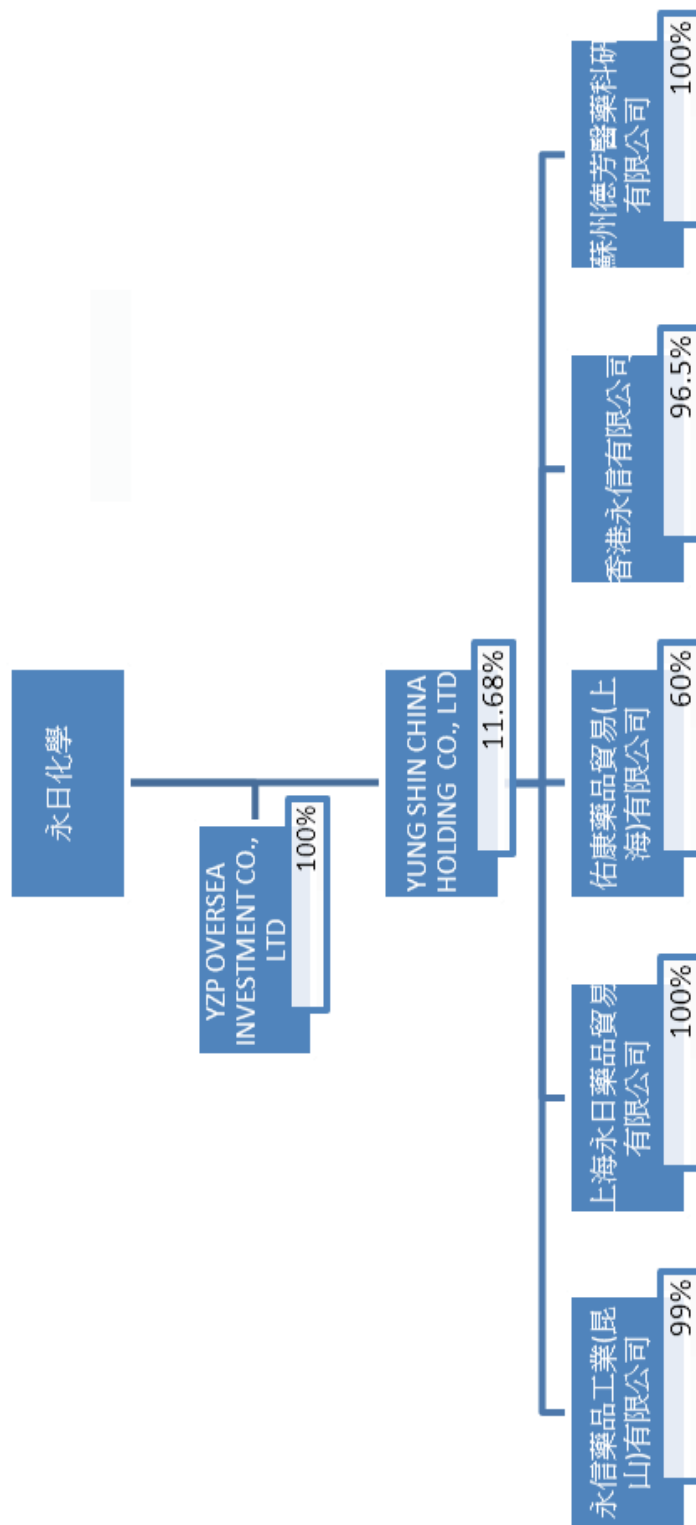 永日化學
YZP OVERSEA
INVESTMENT CO.,
LTD
100%
YUNG SHIN CHINA
HOLDING CO., LTD
11.68%
永信藥品工業(昆
山)有限公司
99%
上海永日藥品貿易
有限公司
100%
佑康藥品貿易(上
海)有限公司
60%
香港永信有限公司
96.5%
蘇州德芳醫藥科研
有限公司
100%